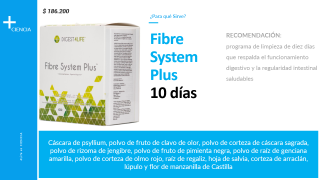 $ 186.200
¿Para qué Sirve?
CIENCIA
Fibre
System
Plus
10 días
RECOMENDACIÓN:
programa de limpieza de diez días
que respalda el funcionamiento
digestivo y la regularidad intestinal
saludables
Fibre System Plus
Cáscara de psyllium, polvo de fruto de clavo de olor, polvo de corteza de cáscara sagrada,
polvo de rizoma de jengibre, polvo de fruto de pimienta negra, polvo de raíz de genciana
amarilla, polvo de corteza de olmo rojo, raíz de regaliz, hoja de salvia, corteza de arraclán,
lúpulo y flor de manzanilla de Castilla